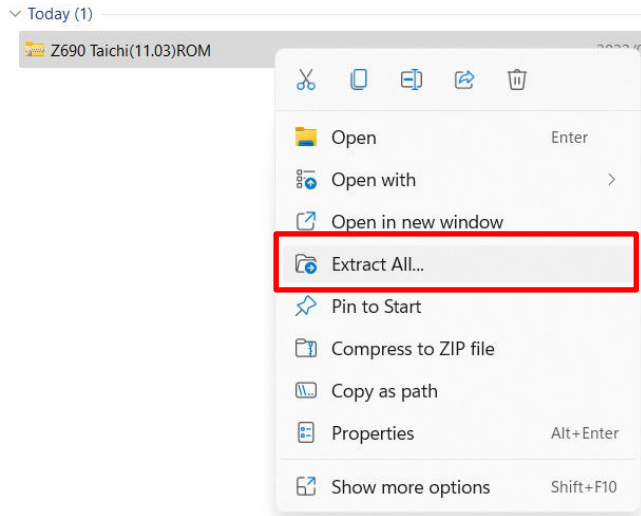 Today (1)
Z690 Taichi(11.03)ROM
Open Enter
Open with
Open in new window
Extract All...
Pin to Start
Compress to ZIP file
Copy as path
Properties Alt+Enter
Show more options Shift+F10